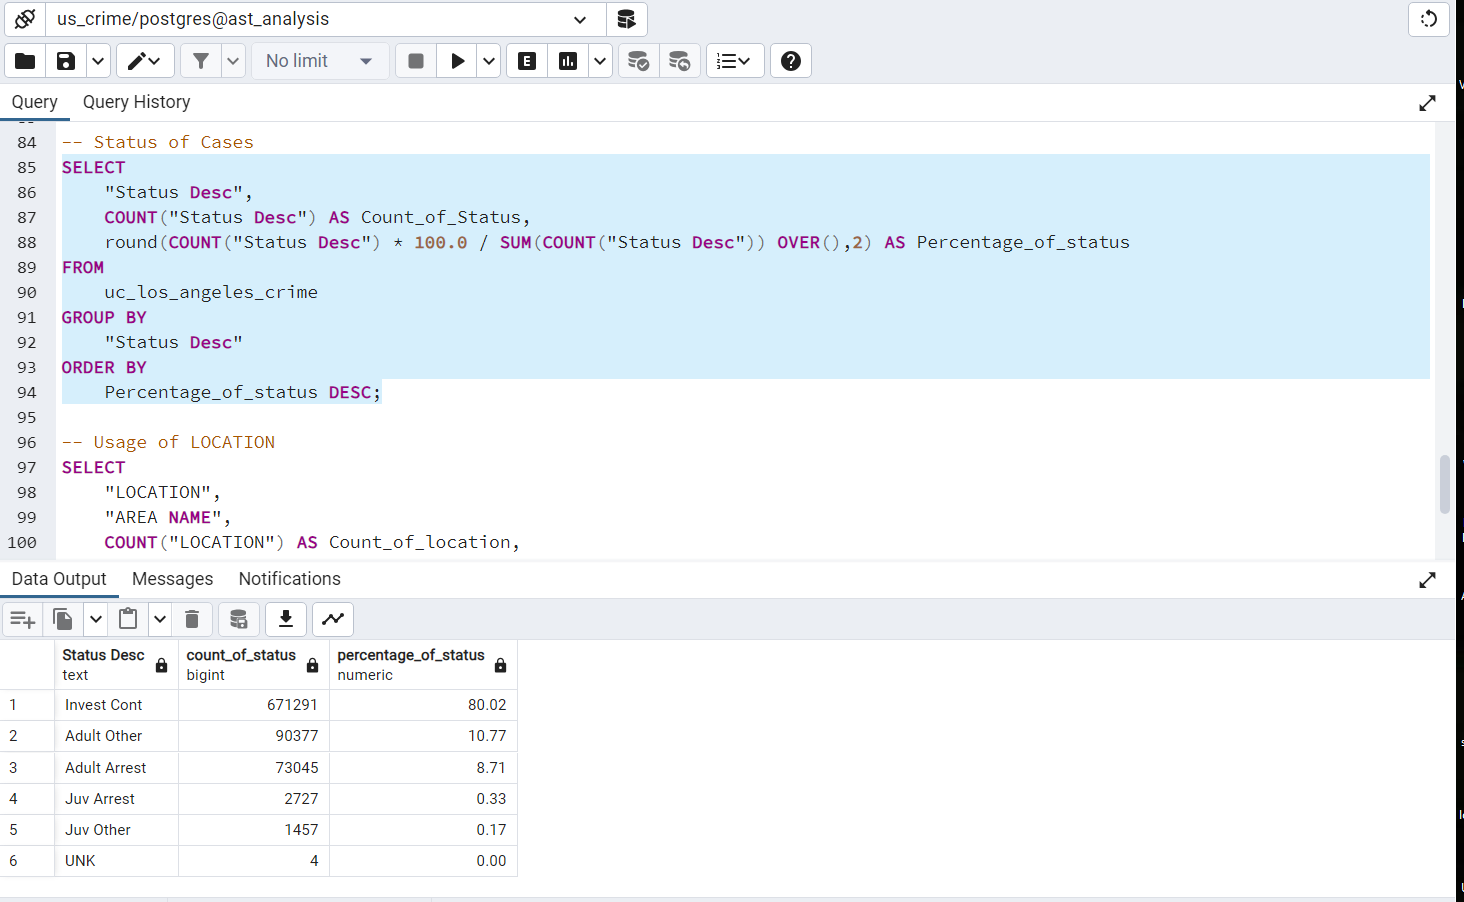 us_crime/postgres@ast_analysis
No limit
E
Query Query History
84 -- Status of Cases
85 SELECT
86 "Status Desc",
87 COUNT("Status Desc") AS Count_of_Status,
88 round(COUNT("Status Desc") * 100.0 / SUM(COUNT("Status Desc")) OVER(),2) AS Percentage_of_status
89 FROM
90 uc_los_angeles_crime
91 GROUP BY
92 "Status Desc"
93 ORDER BY
94 Percentage_of_status DESC;
95
96 -- Usage of LOCATION
97 SELECT
98 "LOCATION",
99 "AREA NAME",
100 COUNT("LOCATION") AS Count_of_location,
Data Output Messages Notifications
Status Desc count_of_status percentage_of_status
text bigint numeric
1 Invest Cont 671291 80.02
2 Adult Other 90377 10.77
3 Adult Arrest 73045 8.71
4 Juv Arrest 2727 0.33
5 Juv Other 1457 0.17
6 UNK 4 0.00